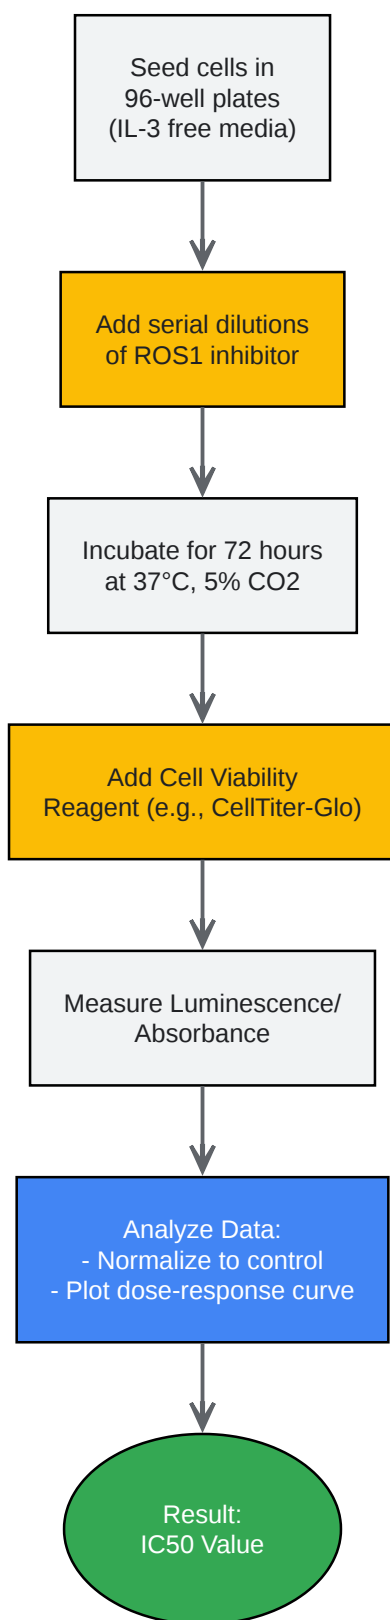 Seed cells in
96-well plates
(IL-3 free media)
Add serial dilutions
of ROS1 inhibitor
Incubate for 72 hours
at 37°C, 5% CO2
Add Cell Viability
Reagent (e.g., CellTiter-Glo)
Measure Luminescence/
Absorbance
Analyze Data:
- Normalize to control
- Plot dose-response curve
Result:
IC50 Value